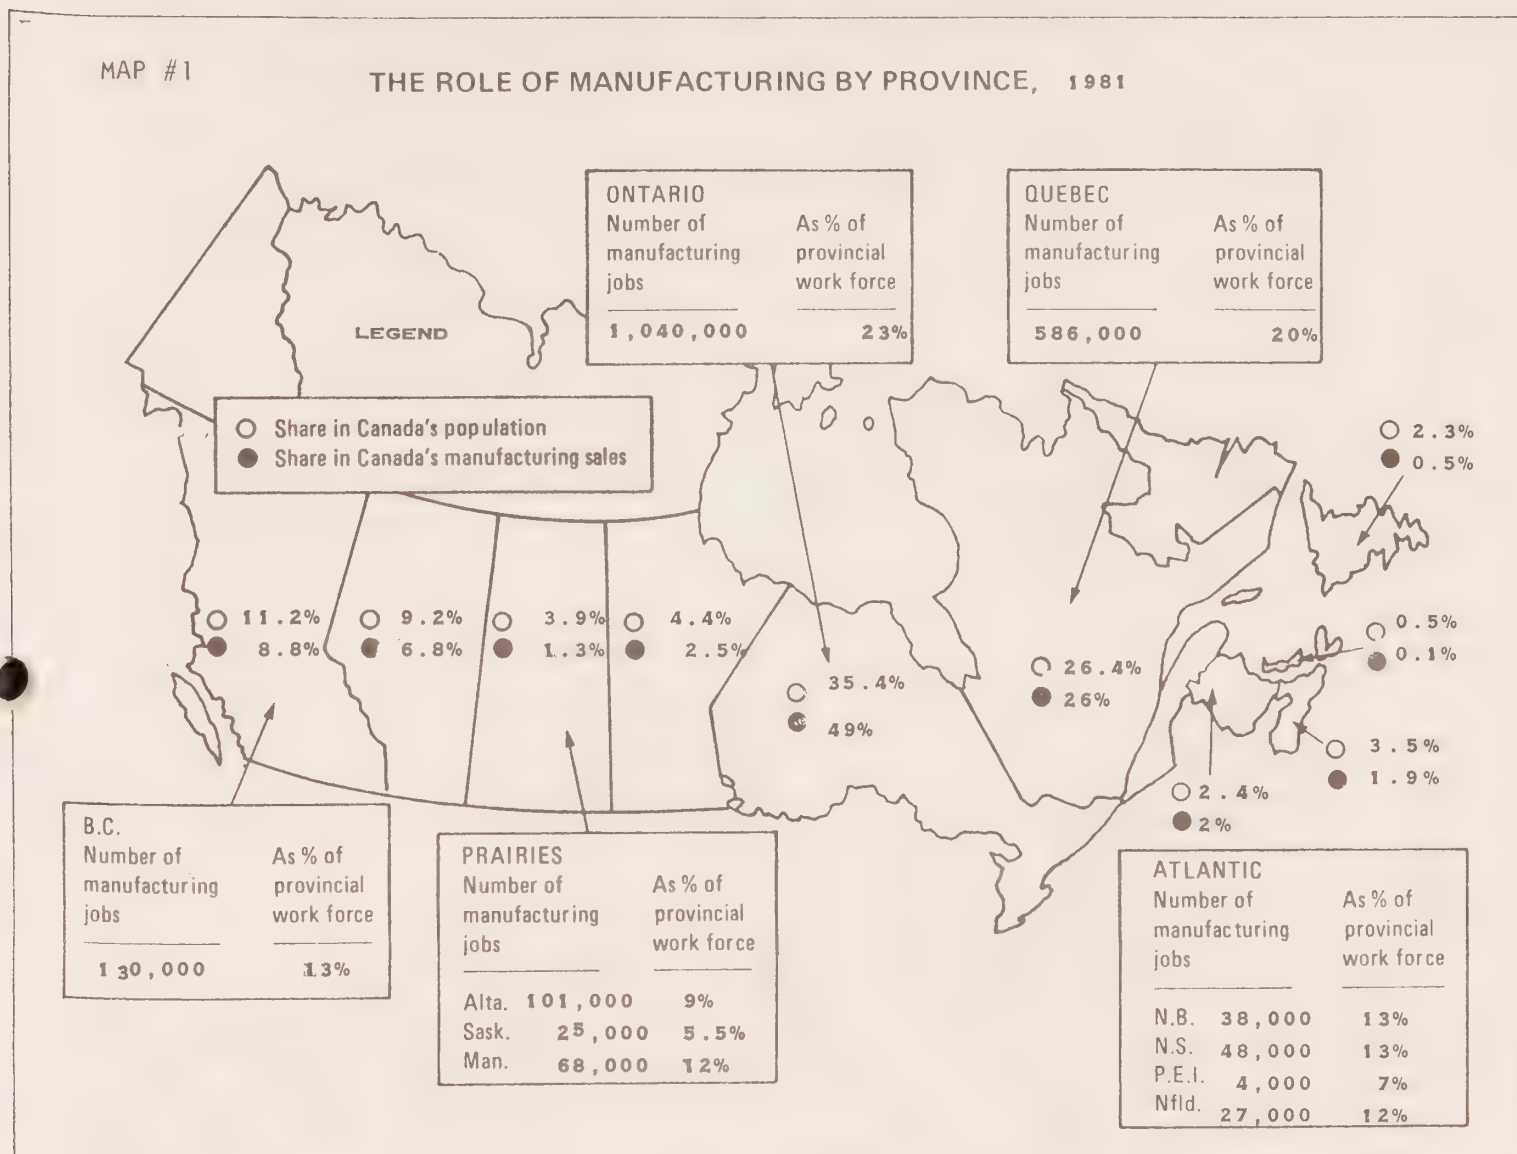 MAP #1
THE ROLE OF MANUFACTURING BY PROVINCE, 1981
ONTARIO
Number of manufacturing jobs
As % of provincial work force
1,040,000 23%
QUEBEC
Number of manufacturing jobs
As % of provincial work force
586,000 20%
LEGEND
Share in Canada's population
Share in Canada's manufacturing sales
2.3%
0.5%
11.2%
8.8%
9.2%
6.8%
3.9%
1.3%
4.4%
2.5%
35.4%
49%
26.4%
26%
0.5%
0.1%
3.5%
1.9%
2.4%
2%
B.C.
Number of manufacturing jobs
As % of provincial work force
130,000 13%
PRAIRIES
Number of manufacturing jobs
As % of provincial work force
Alta. 101,000 9%
Sask. 25,000 5.5%
Man. 68,000 12%
ATLANTIC
Number of manufacturing jobs
As % of provincial work force
N.B. 38,000 13%
N.S. 48,000 13%
P.E.I. 4,000 7%
Nfld. 27,000 12%